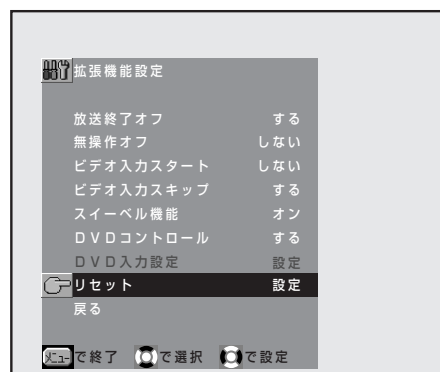 拡張機能設定
放送終了オフ する
無操作オフ しない
ビデオ入力スタート しない
ビデオ入力スキップ する
スイーベル機能 オン
DVDコントロール する
DVD入力設定 設定
リセット 設定
戻る
メニューで終了 で選択 で設定